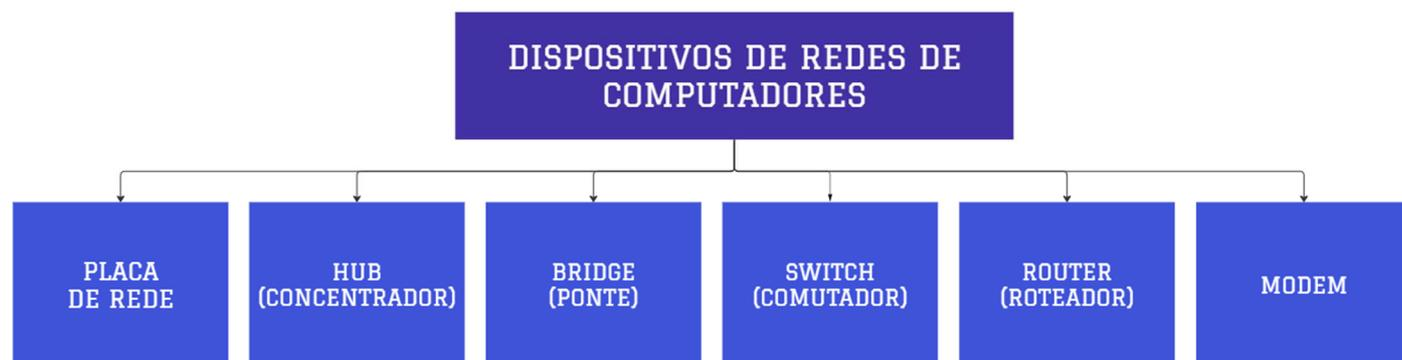 DISPOSITIVOS DE REDES DE
COMPUTADORES
PLACA
DE REDE
HUB
(CONCENTRADOR)
BRIDGE
(PONTE)
SWITCH
(COMUTADOR)
ROUTER
(ROTEADOR)
MODEM